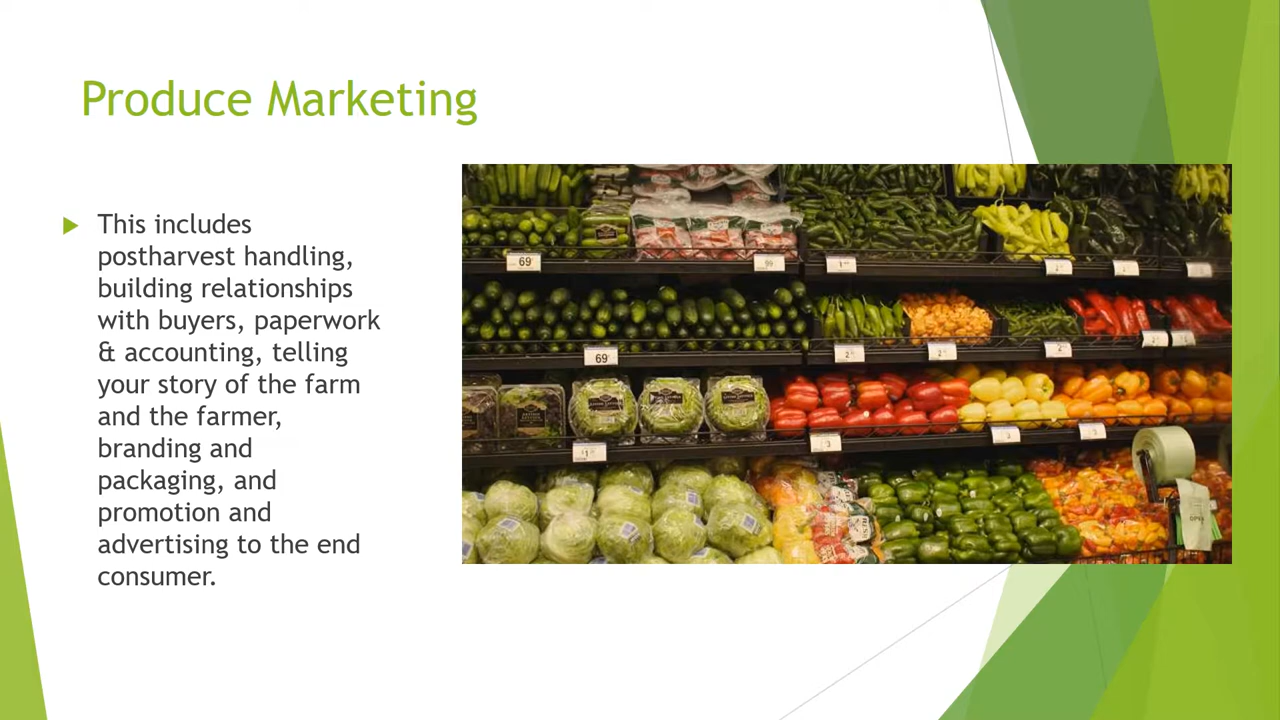 Produce Marketing
This includes
postharvest handling,
building relationships
with buyers, paperwork
& accounting, telling
your story of the farm
and the farmer,
branding and
packaging, and
promotion and
advertising to the end
consumer.
69
99
69